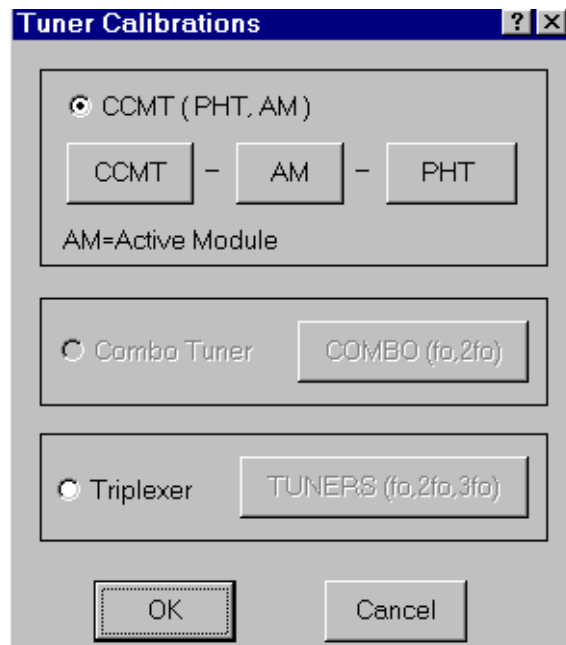 Tuner Calibrations ? ×
CCMT ( PHT, AM )
CCMT - AM - PHT
AM=Active Module
Combo Tuner COMBO (fo,2fo)
Triplexer TUNERS (fo,2fo,3fo)
OK Cancel